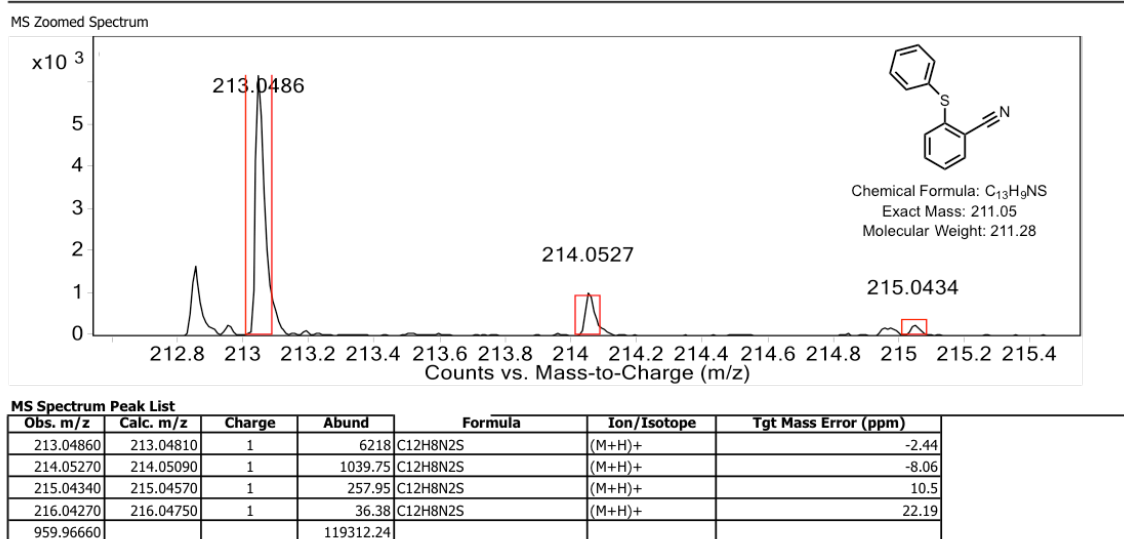 MS Zoomed Spectrum
x10 3
213.0486
5
4
3
2
1
0
214.0527
215.0434
S
N
Chemical Formula: C₁₃H₉NS
Exact Mass: 211.05
Molecular Weight: 211.28
212.8 213 213.2 213.4 213.6 213.8 214 214.2 214.4 214.6 214.8 215 215.2 215.4
Counts vs. Mass-to-Charge (m/z)
MS Spectrum Peak List
Obs. m/z Calc. m/z Charge Abund Formula Ion/Isotope Tgt Mass Error (ppm)
213.04860 213.04810 1 6218 C12H8N2S (M+H)+ -2.44
214.05270 214.05090 1 1039.75 C12H8N2S (M+H)+ -8.06
215.04340 215.04570 1 257.95 C12H8N2S (M+H)+ 10.5
216.04270 216.04750 1 36.38 C12H8N2S (M+H)+ 22.19
959.96660 119312.24